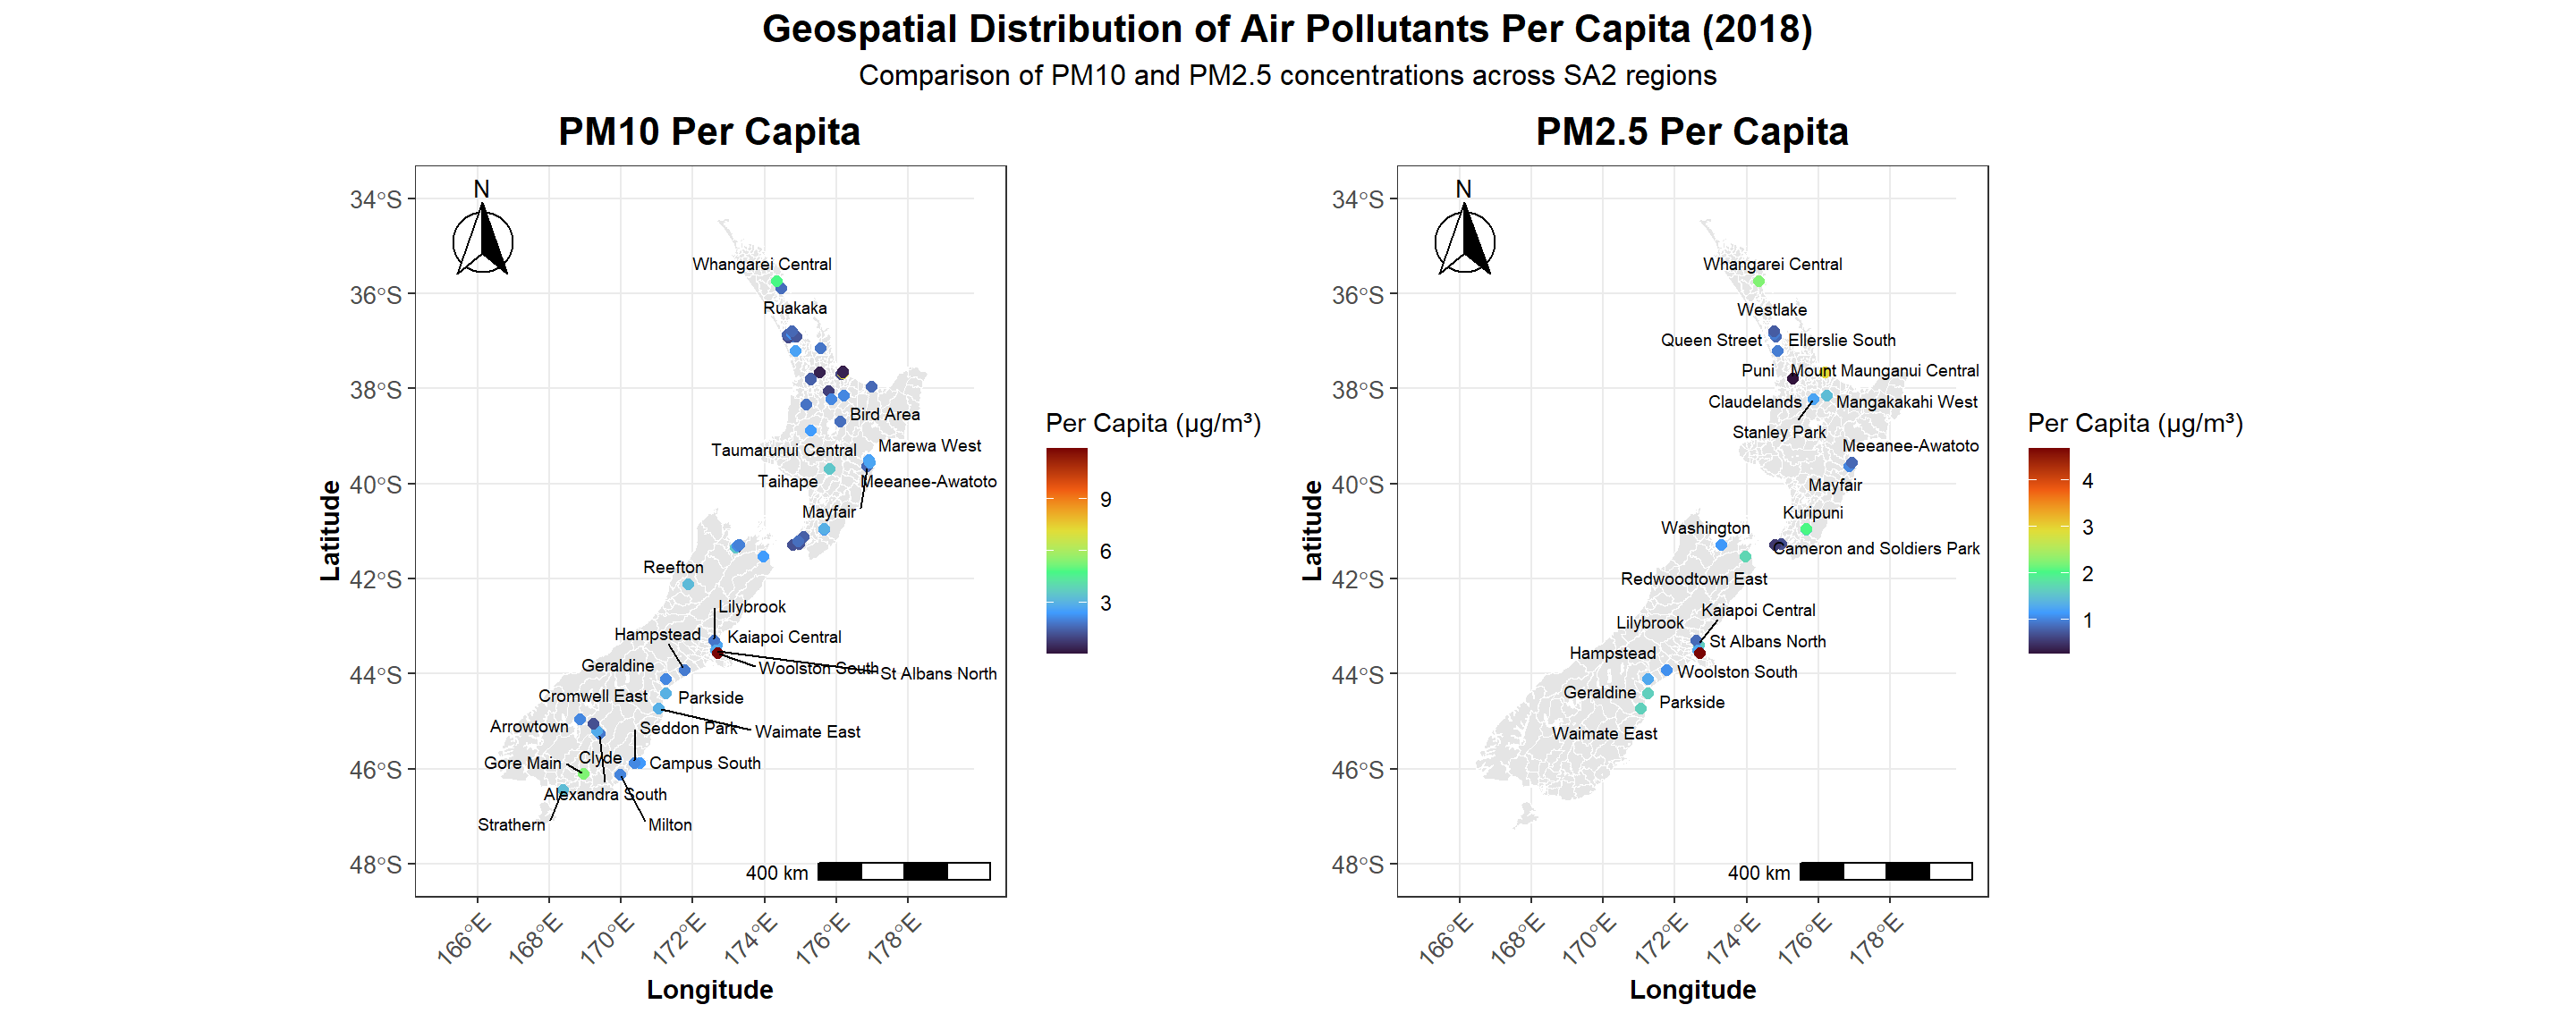 Geospatial Distribution of Air Pollutants Per Capita (2018)
Comparison of PM10 and PM2.5 concentrations across SA2 regions
PM10 Per Capita
N
34°S
36°S
38°S
40°S
42°S
44°S
46°S
48°S
Latitude
Whangarei Central
Ruakaka
Bird Area
Taumarunui Central
Marewa West
Taihape
Meeanee-Awatoto
Mayfair
Reefton
Lilybrook
Hampstead
Kaiapoi Central
Geraldine
Woolston South
St Albans North
Cromwell East
Parkside
Arrowtown
Seddon Park
Waimate East
Gore Main
Clyde
Campus South
Alexandra South
Strathern
Milton
400 km
166°E
168°E
170°E
172°E
174°E
176°E
178°E
Longitude
Per Capita (µg/m³)
9
6
3
PM2.5 Per Capita
N
34°S
36°S
38°S
40°S
42°S
44°S
46°S
48°S
Latitude
Whangarei Central
Westlake
Queen Street
Ellerslie South
Puni
Mount Maunganui Central
Claudelands
Mangakakahi West
Stanley Park
Meeanee-Awatoto
Mayfair
Kuripuni
Washington
Cameron and Soldiers Park
Redwoodtown East
Kaiapoi Central
Lilybrook
St Albans North
Hampstead
Woolston South
Geraldine
Parkside
Waimate East
400 km
166°E
168°E
170°E
172°E
174°E
176°E
178°E
Longitude
Per Capita (µg/m³)
4
3
2
1